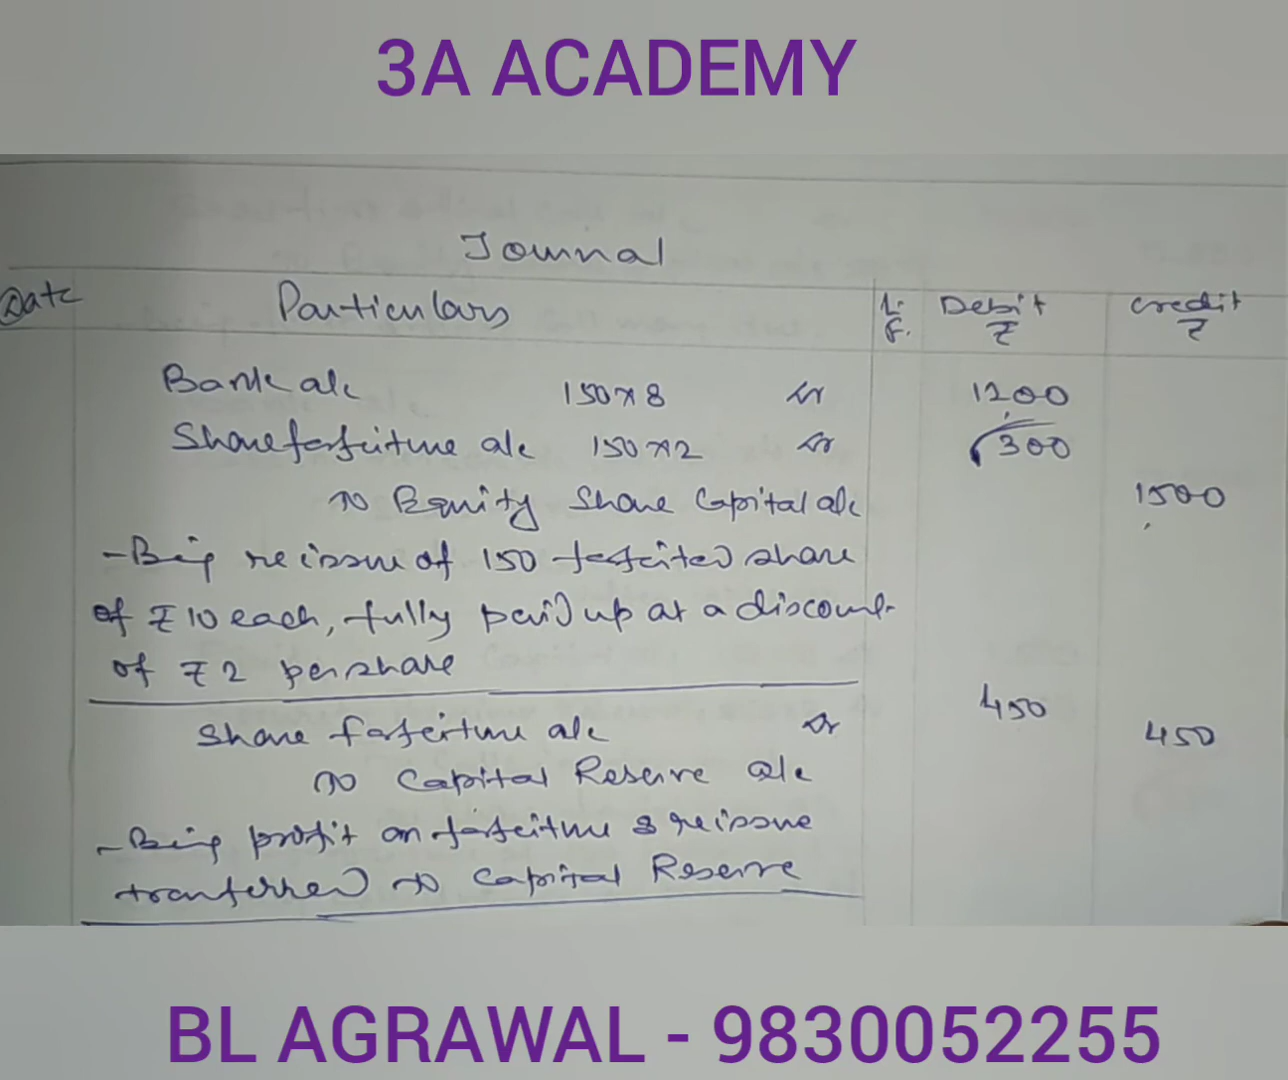 3A ACADEMY
Journal
Date Particulars L. F. Debit ₹ Credit ₹
Bank a/c 150×8 Dr 1200
Share forfeiture a/c 150×2 Dr 300
To Equity Share Capital a/c 1500
- Being reissue of 150 forfeited share
of ₹10 each, fully paid up at a discount
of ₹2 per share
Share forfeiture a/c Dr 450
To Capital Reserve a/c 450
- Being profit on forfeiture & reissue
tranferred to Capital Reserve
BL AGRAWAL - 9830052255